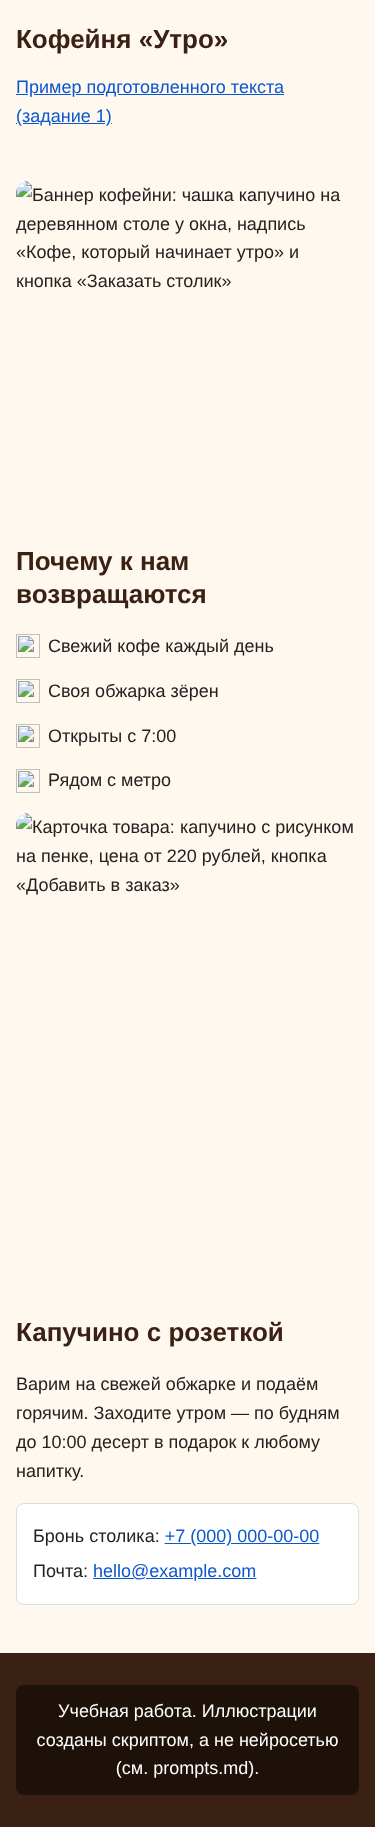 Кофейня «Утро»
Пример подготовленного текста
(задание 1)
Баннер кофейни: чашка капучино на
деревянном столе у окна, надпись
«Кофе, который начинает утро» и
кнопка «Заказать столик»
Почему к нам
возвращаются
Свежий кофе каждый день
Своя обжарка зёрен
Открыты с 7:00
Рядом с метро
Карточка товара: капучино с рисунком
на пенке, цена от 220 рублей, кнопка
«Добавить в заказ»
Капучино с розеткой
Варим на свежей обжарке и подаём
горячим. Заходите утром — по будням
до 10:00 десерт в подарок к любому
напитку.
Бронь столика: +7 (000) 000-00-00
Почта: hello@example.com
Учебная работа. Иллюстрации
созданы скриптом, а не нейросетью
(см. prompts.md).